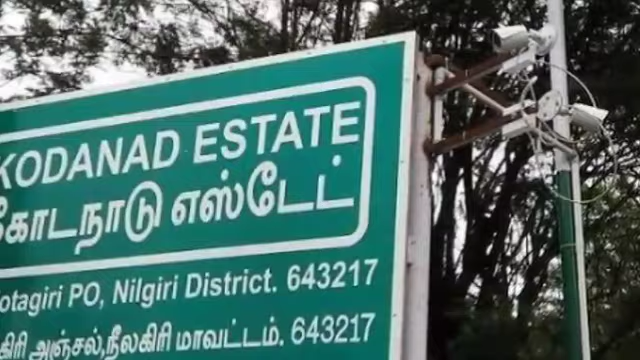 KODANAD ESTATE
கோடநாடு எஸ்டேட்
otagiri PO, Nilgiri District. 643217
கிரி அஞ்சல்,நீலகிரி மாவட்டம். 643217